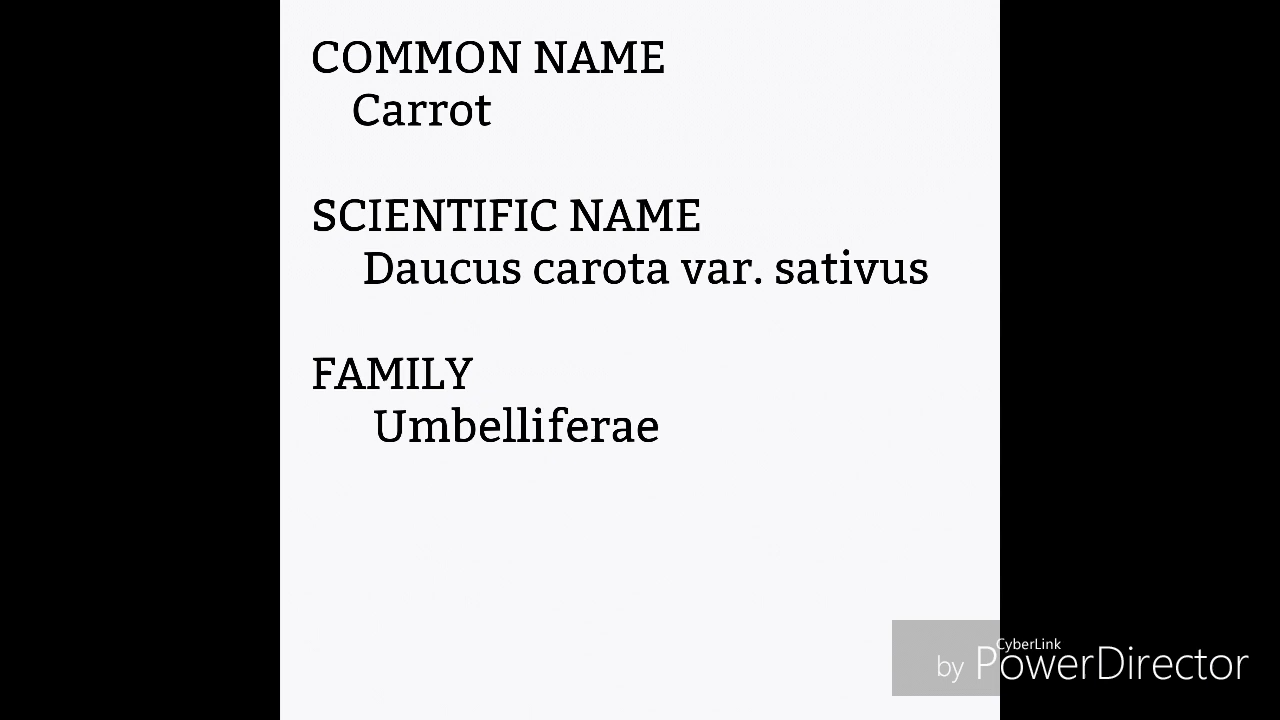 COMMON NAME
Carrot
SCIENTIFIC NAME
Daucus carota var. sativus
FAMILY
Umbelliferae
CyberLink
by PowerDirector